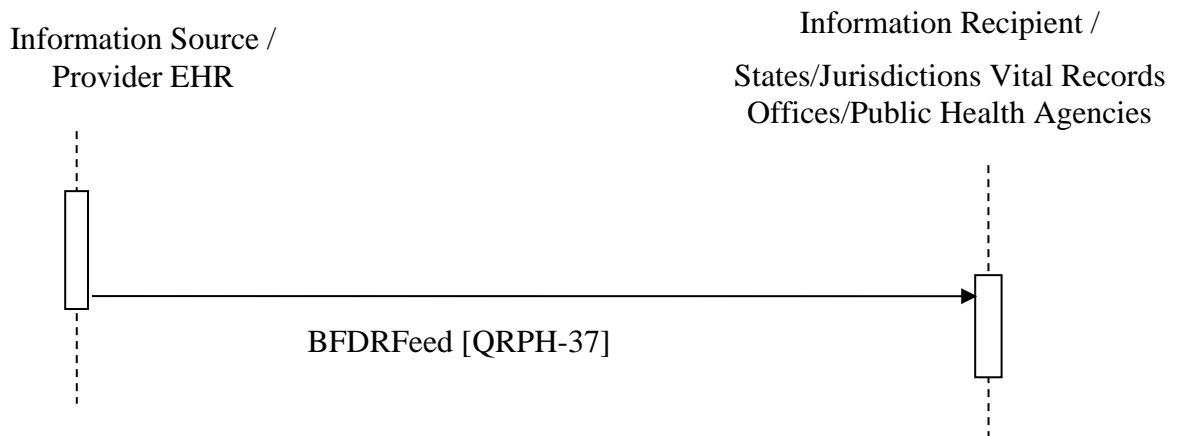 Information Source /
Provider EHR
Information Recipient /
States/Jurisdictions Vital Records
Offices/Public Health Agencies
BFDRFeed [QRPH-37]